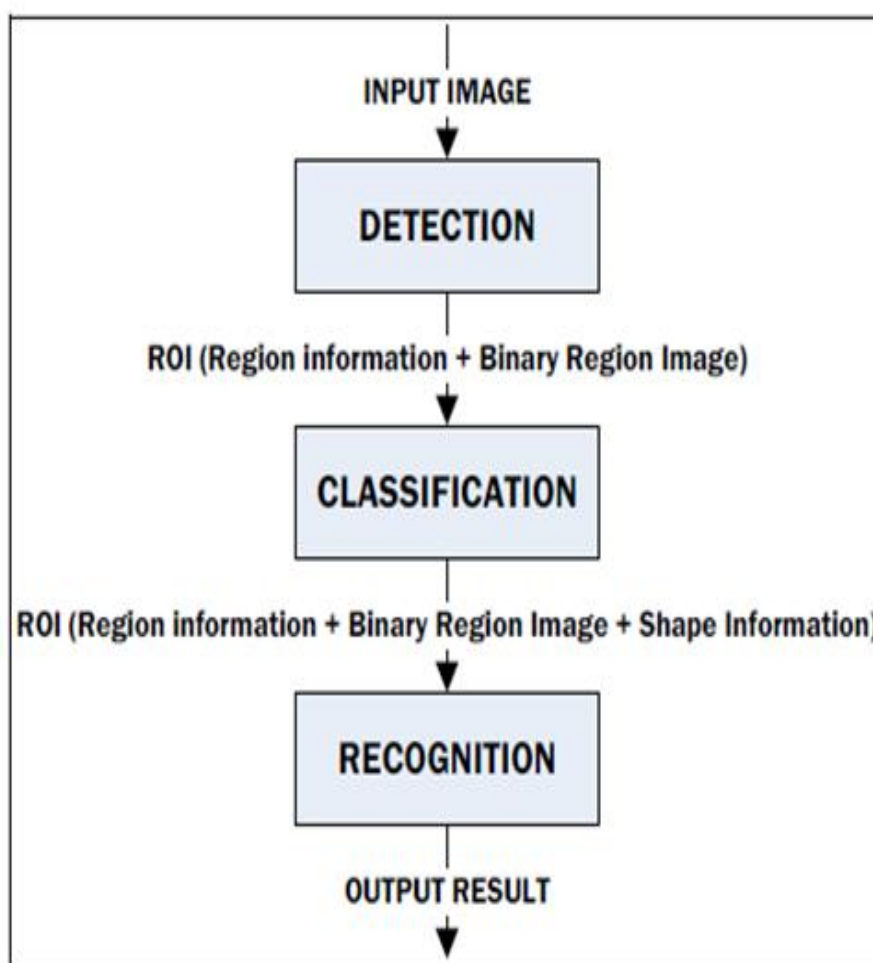 INPUT IMAGE
DETECTION
ROI (Region information + Binary Region Image)
CLASSIFICATION
ROI (Region information + Binary Region Image + Shape Information)
RECOGNITION
OUTPUT RESULT